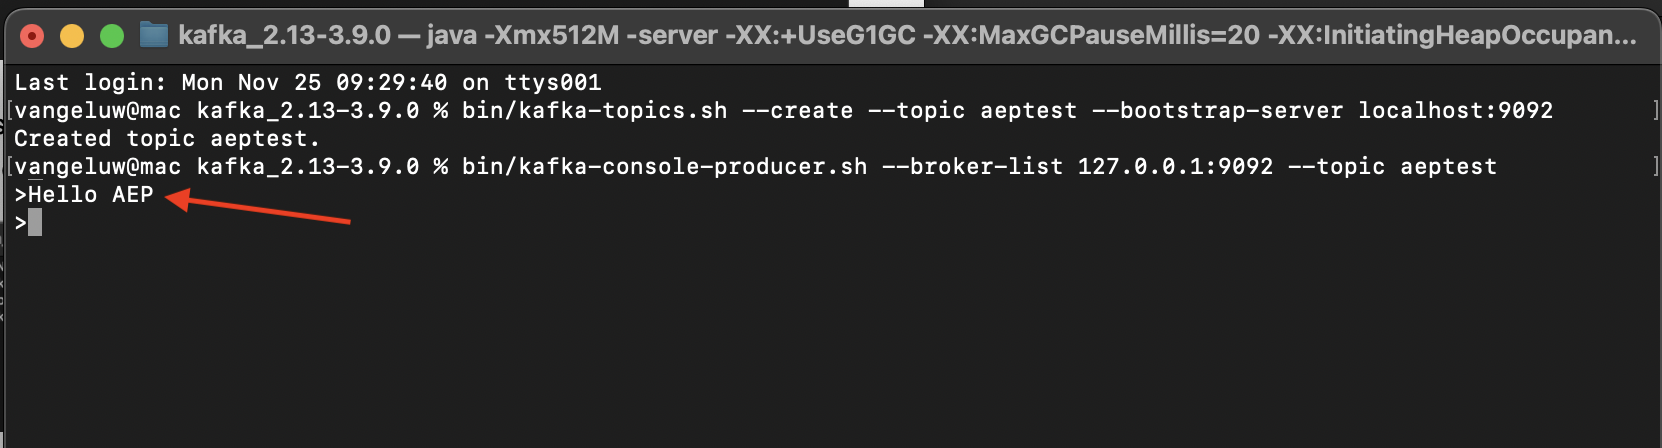 kafka_2.13-3.9.0 — java -Xmx512M -server -XX:+UseG1GC -XX:MaxGCPauseMillis=20 -XX:InitiatingHeapOccupan...
Last login: Mon Nov 25 09:29:40 on ttys001
[vangeluw@mac kafka_2.13-3.9.0 % bin/kafka-topics.sh --create --topic aeptest --bootstrap-server localhost:9092 ]
Created topic aeptest.
[vangeluw@mac kafka_2.13-3.9.0 % bin/kafka-console-producer.sh --broker-list 127.0.0.1:9092 --topic aeptest ]
>Hello AEP
>